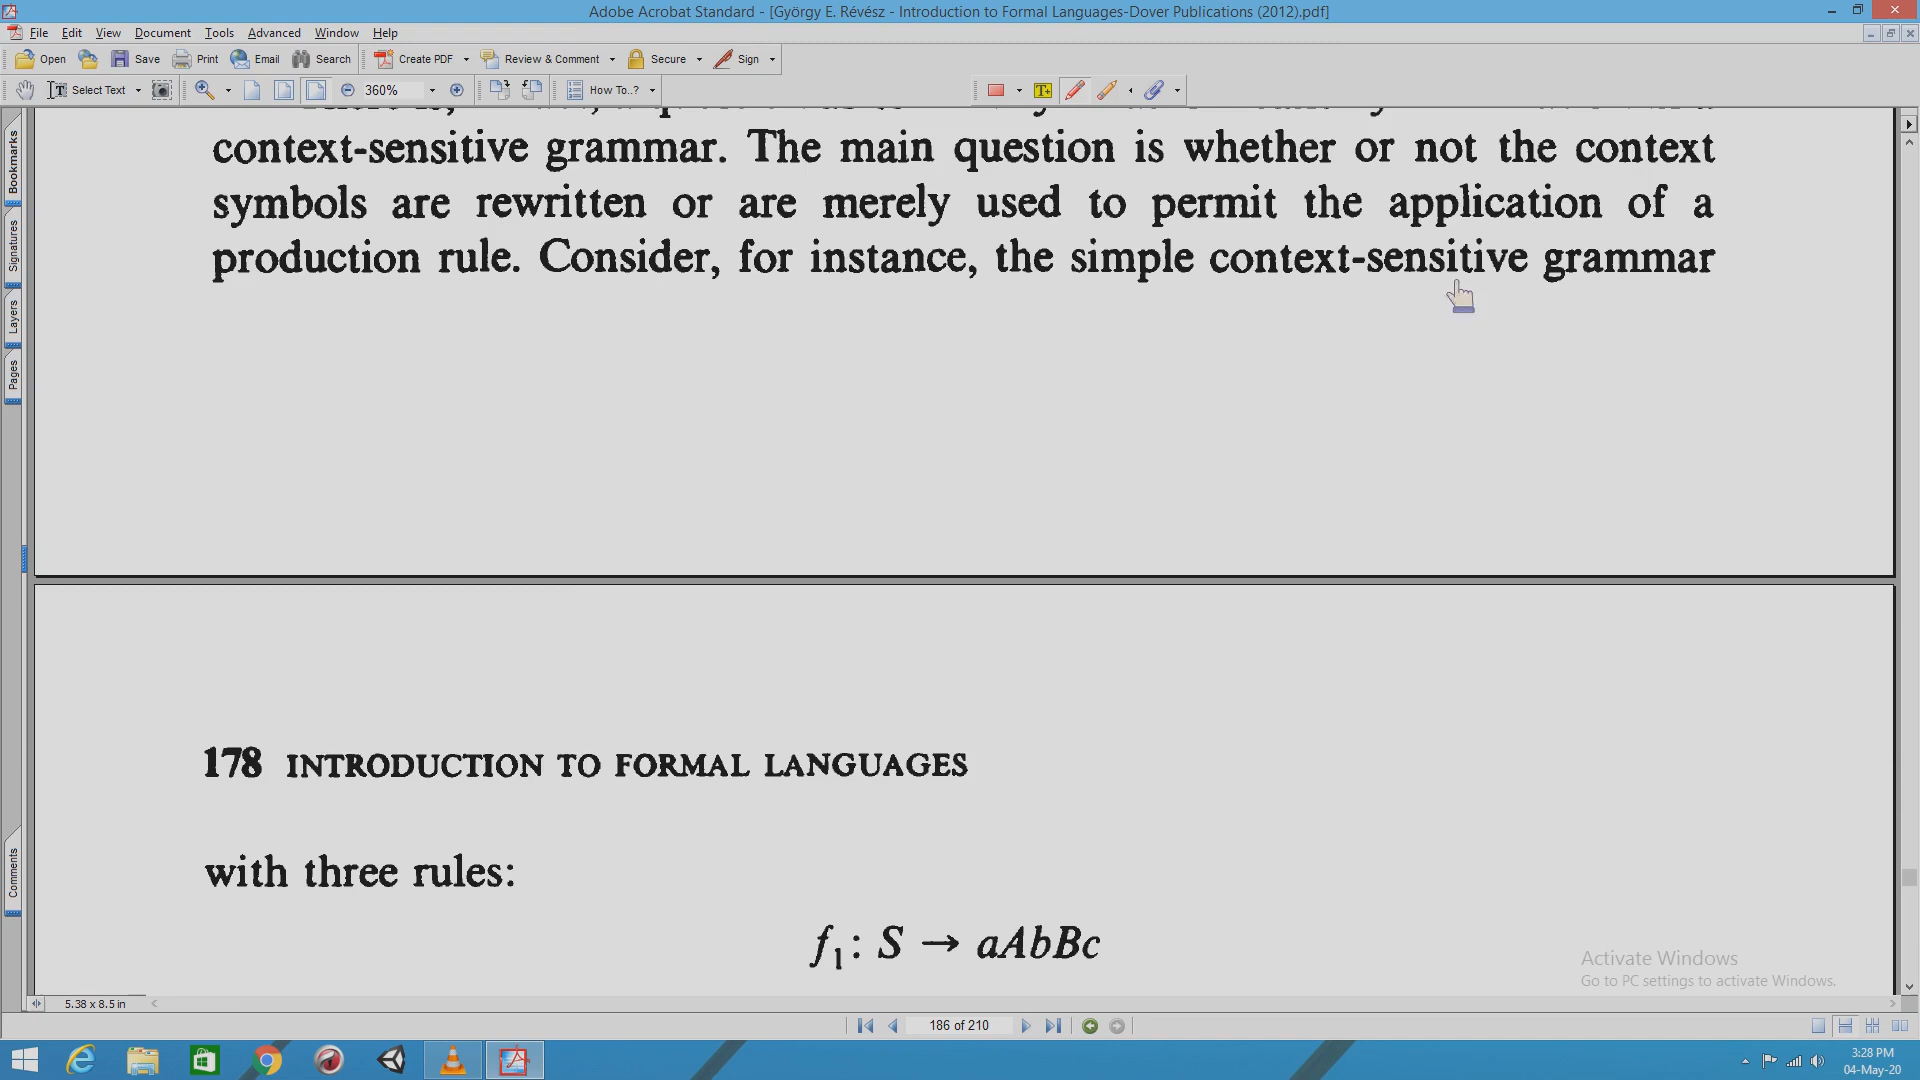 Adobe Acrobat Standard - [György E. Révész - Introduction to Formal Languages-Dover Publications (2012).pdf]
File Edit View Document Tools Advanced Window Help
Open Save Print Email Search Create PDF Review & Comment Secure Sign
Select Text 360% How To..?
context-sensitive grammar. The main question is whether or not the context
symbols are rewritten or are merely used to permit the application of a
production rule. Consider, for instance, the simple context-sensitive grammar
Bookmarks
Signatures
Layers
Pages
Comments
178 INTRODUCTION TO FORMAL LANGUAGES
with three rules:
f₁: S → aAbBc
Activate Windows
Go to PC settings to activate Windows.
5.38 x 8.5 in
186 of 210
3:28 PM
04-May-20